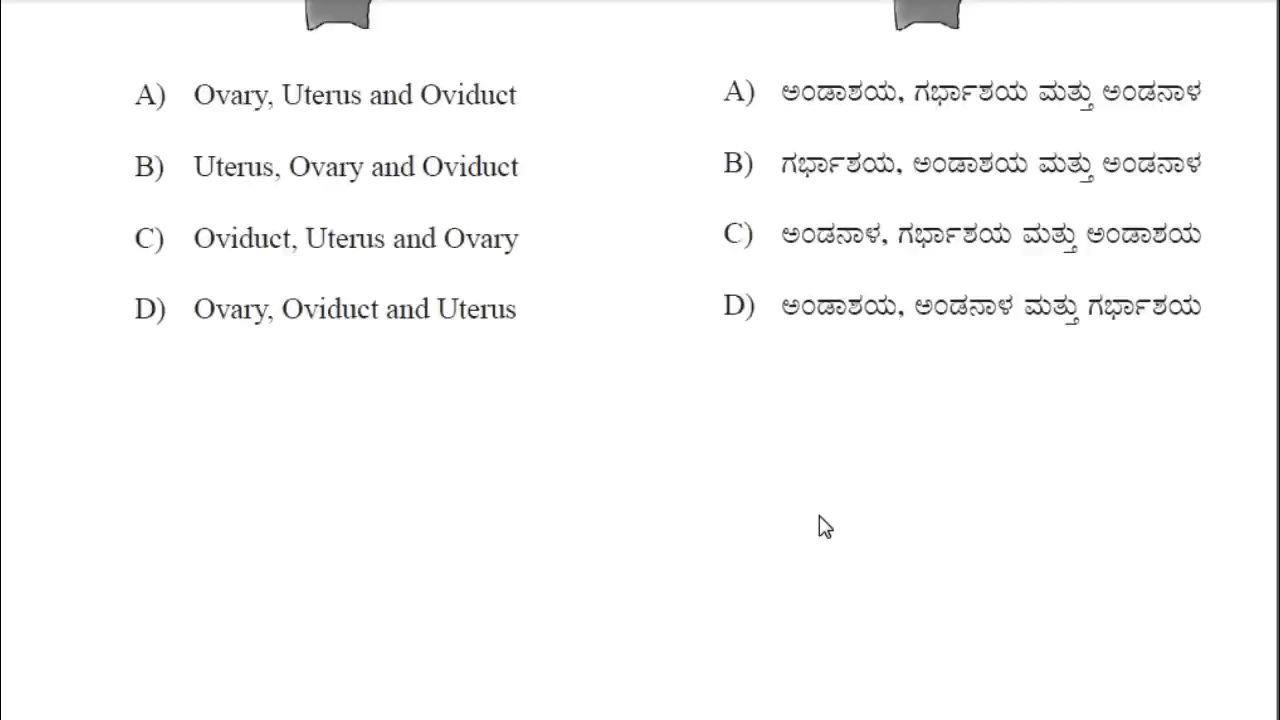 A) Ovary, Uterus and Oviduct
B) Uterus, Ovary and Oviduct
C) Oviduct, Uterus and Ovary
D) Ovary, Oviduct and Uterus
A) ಅಂಡಾಶಯ, ಗರ್ಭಾಶಯ ಮತ್ತು ಅಂಡನಾಳ
B) ಗರ್ಭಾಶಯ, ಅಂಡಾಶಯ ಮತ್ತು ಅಂಡನಾಳ
C) ಅಂಡನಾಳ, ಗರ್ಭಾಶಯ ಮತ್ತು ಅಂಡಾಶಯ
D) ಅಂಡಾಶಯ, ಅಂಡನಾಳ ಮತ್ತು ಗರ್ಭಾಶಯ